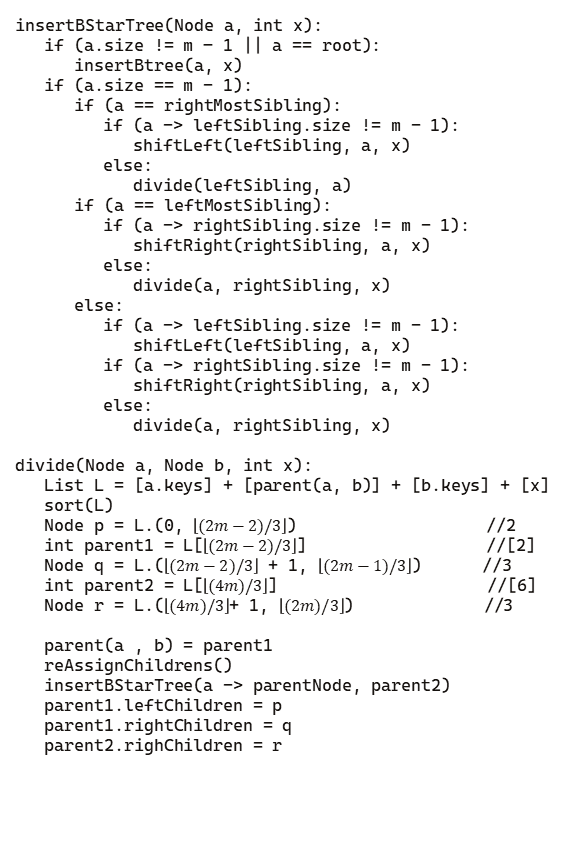 insertBStarTree(Node a, int x):
   if (a.size != m - 1 || a == root):
      insertBtree(a, x)
   if (a.size == m - 1):
      if (a == rightMostSibling):
         if (a -> leftSibling.size != m - 1):
            shiftLeft(leftSibling, a, x)
         else:
            divide(leftSibling, a)
      if (a == leftMostSibling):
         if (a -> rightSibling.size != m - 1):
            shiftRight(rightSibling, a, x)
         else:
            divide(a, rightSibling, x)
      else:
         if (a -> leftSibling.size != m - 1):
            shiftLeft(leftSibling, a, x)
         if (a -> rightSibling.size != m - 1):
            shiftRight(rightSibling, a, x)
         else:
            divide(a, rightSibling, x)
divide(Node a, Node b, int x):
   List L = [a.keys] + [parent(a, b)] + [b.keys] + [x]
   sort(L)
   Node p = L.(0, ⌊(2m − 2)/3⌋) //2
   int parent1 = L[⌊(2m − 2)/3⌋] //[2]
   Node q = L.(⌊(2m − 2)/3⌋ + 1, ⌊(2m − 1)/3⌋) //3
   int parent2 = L[⌊(4m)/3⌋] //[6]
   Node r = L.(⌊(4m)/3⌋+ 1, ⌊(2m)/3⌋) //3
   parent(a , b) = parent1
   reAssignChildrens()
   insertBStarTree(a -> parentNode, parent2)
   parent1.leftChildren = p
   parent1.rightChildren = q
   parent2.righChildren = r